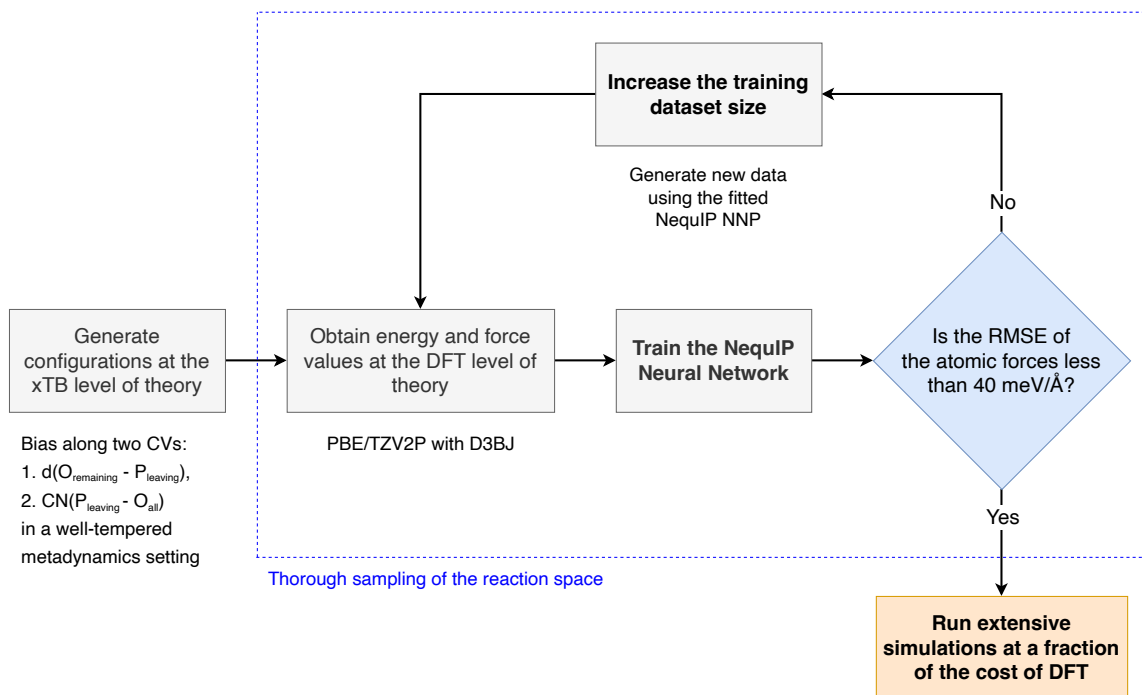 Increase the training
dataset size
Generate new data
using the fitted
NequIP NNP
No
Generate
configurations at the
xTB level of theory
Obtain energy and force
values at the DFT level of
theory
Train the NequIP
Neural Network
Is the RMSE of
the atomic forces less
than 40 meV/Å?
Bias along two CVs:
1. d(O_remaining - P_leaving),
2. CN(P_leaving - O_all)
in a well-tempered
metadynamics setting
PBE/TZV2P with D3BJ
Yes
Thorough sampling of the reaction space
Run extensive
simulations at a fraction
of the cost of DFT